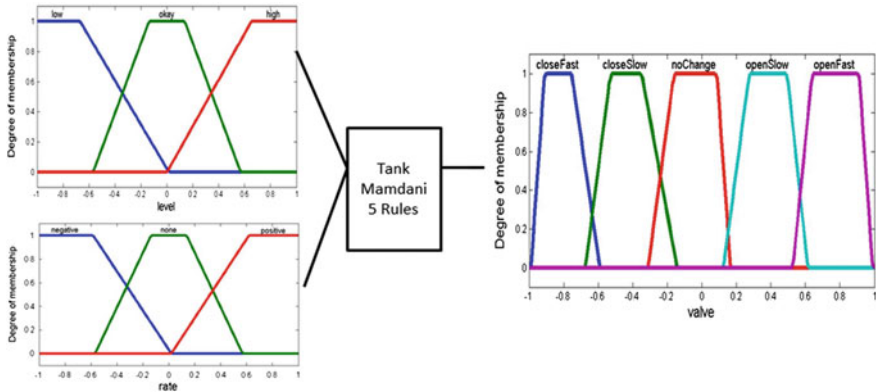 low okay high
Degree of membership
1
0.8
0.6
0.4
0.2
0
-1 -0.8 -0.6 -0.4 -0.2 0 0.2 0.4 0.6 0.8 1
level
negative none positive
Degree of membership
1
0.8
0.6
0.4
0.2
0
-1 -0.8 -0.6 -0.4 -0.2 0 0.2 0.4 0.6 0.8 1
rate
Tank
Mamdani
5 Rules
closeFast closeSlow noChange openSlow openFast
Degree of membership
1
0.8
0.6
0.4
0.2
0
-1 -0.8 -0.6 -0.4 -0.2 0 0.2 0.4 0.6 0.8 1
valve